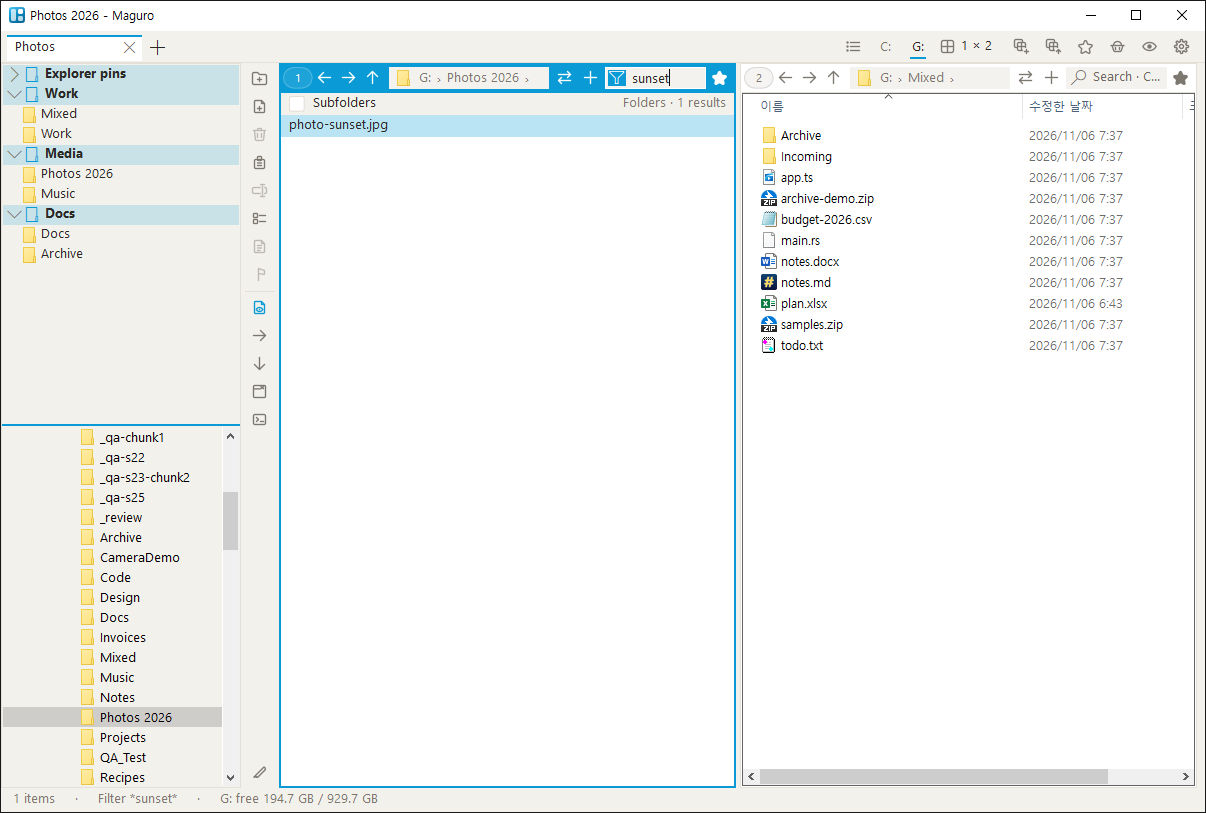 Photos 2026 - Maguro
Photos
C:
G:
1 × 2
Explorer pins
Work
Mixed
Work
Media
Photos 2026
Music
Docs
Docs
Archive
_qa-chunk1
_qa-s22
_qa-s23-chunk2
_qa-s25
_review
Archive
CameraDemo
Code
Design
Docs
Invoices
Mixed
Music
Notes
Photos 2026
Projects
QA_Test
Recipes
1
G: › Photos 2026 ›
sunset
Subfolders
Folders · 1 results
photo-sunset.jpg
2
G: › Mixed ›
Search · C...
이름 수정한 날짜
Archive 2026/11/06 7:37
Incoming 2026/11/06 7:37
app.ts 2026/11/06 7:37
archive-demo.zip 2026/11/06 7:37
budget-2026.csv 2026/11/06 7:37
main.rs 2026/11/06 7:37
notes.docx 2026/11/06 7:37
notes.md 2026/11/06 7:37
plan.xlsx 2026/11/06 6:43
samples.zip 2026/11/06 7:37
todo.txt 2026/11/06 7:37
1 items · Filter *sunset* · G: free 194.7 GB / 929.7 GB